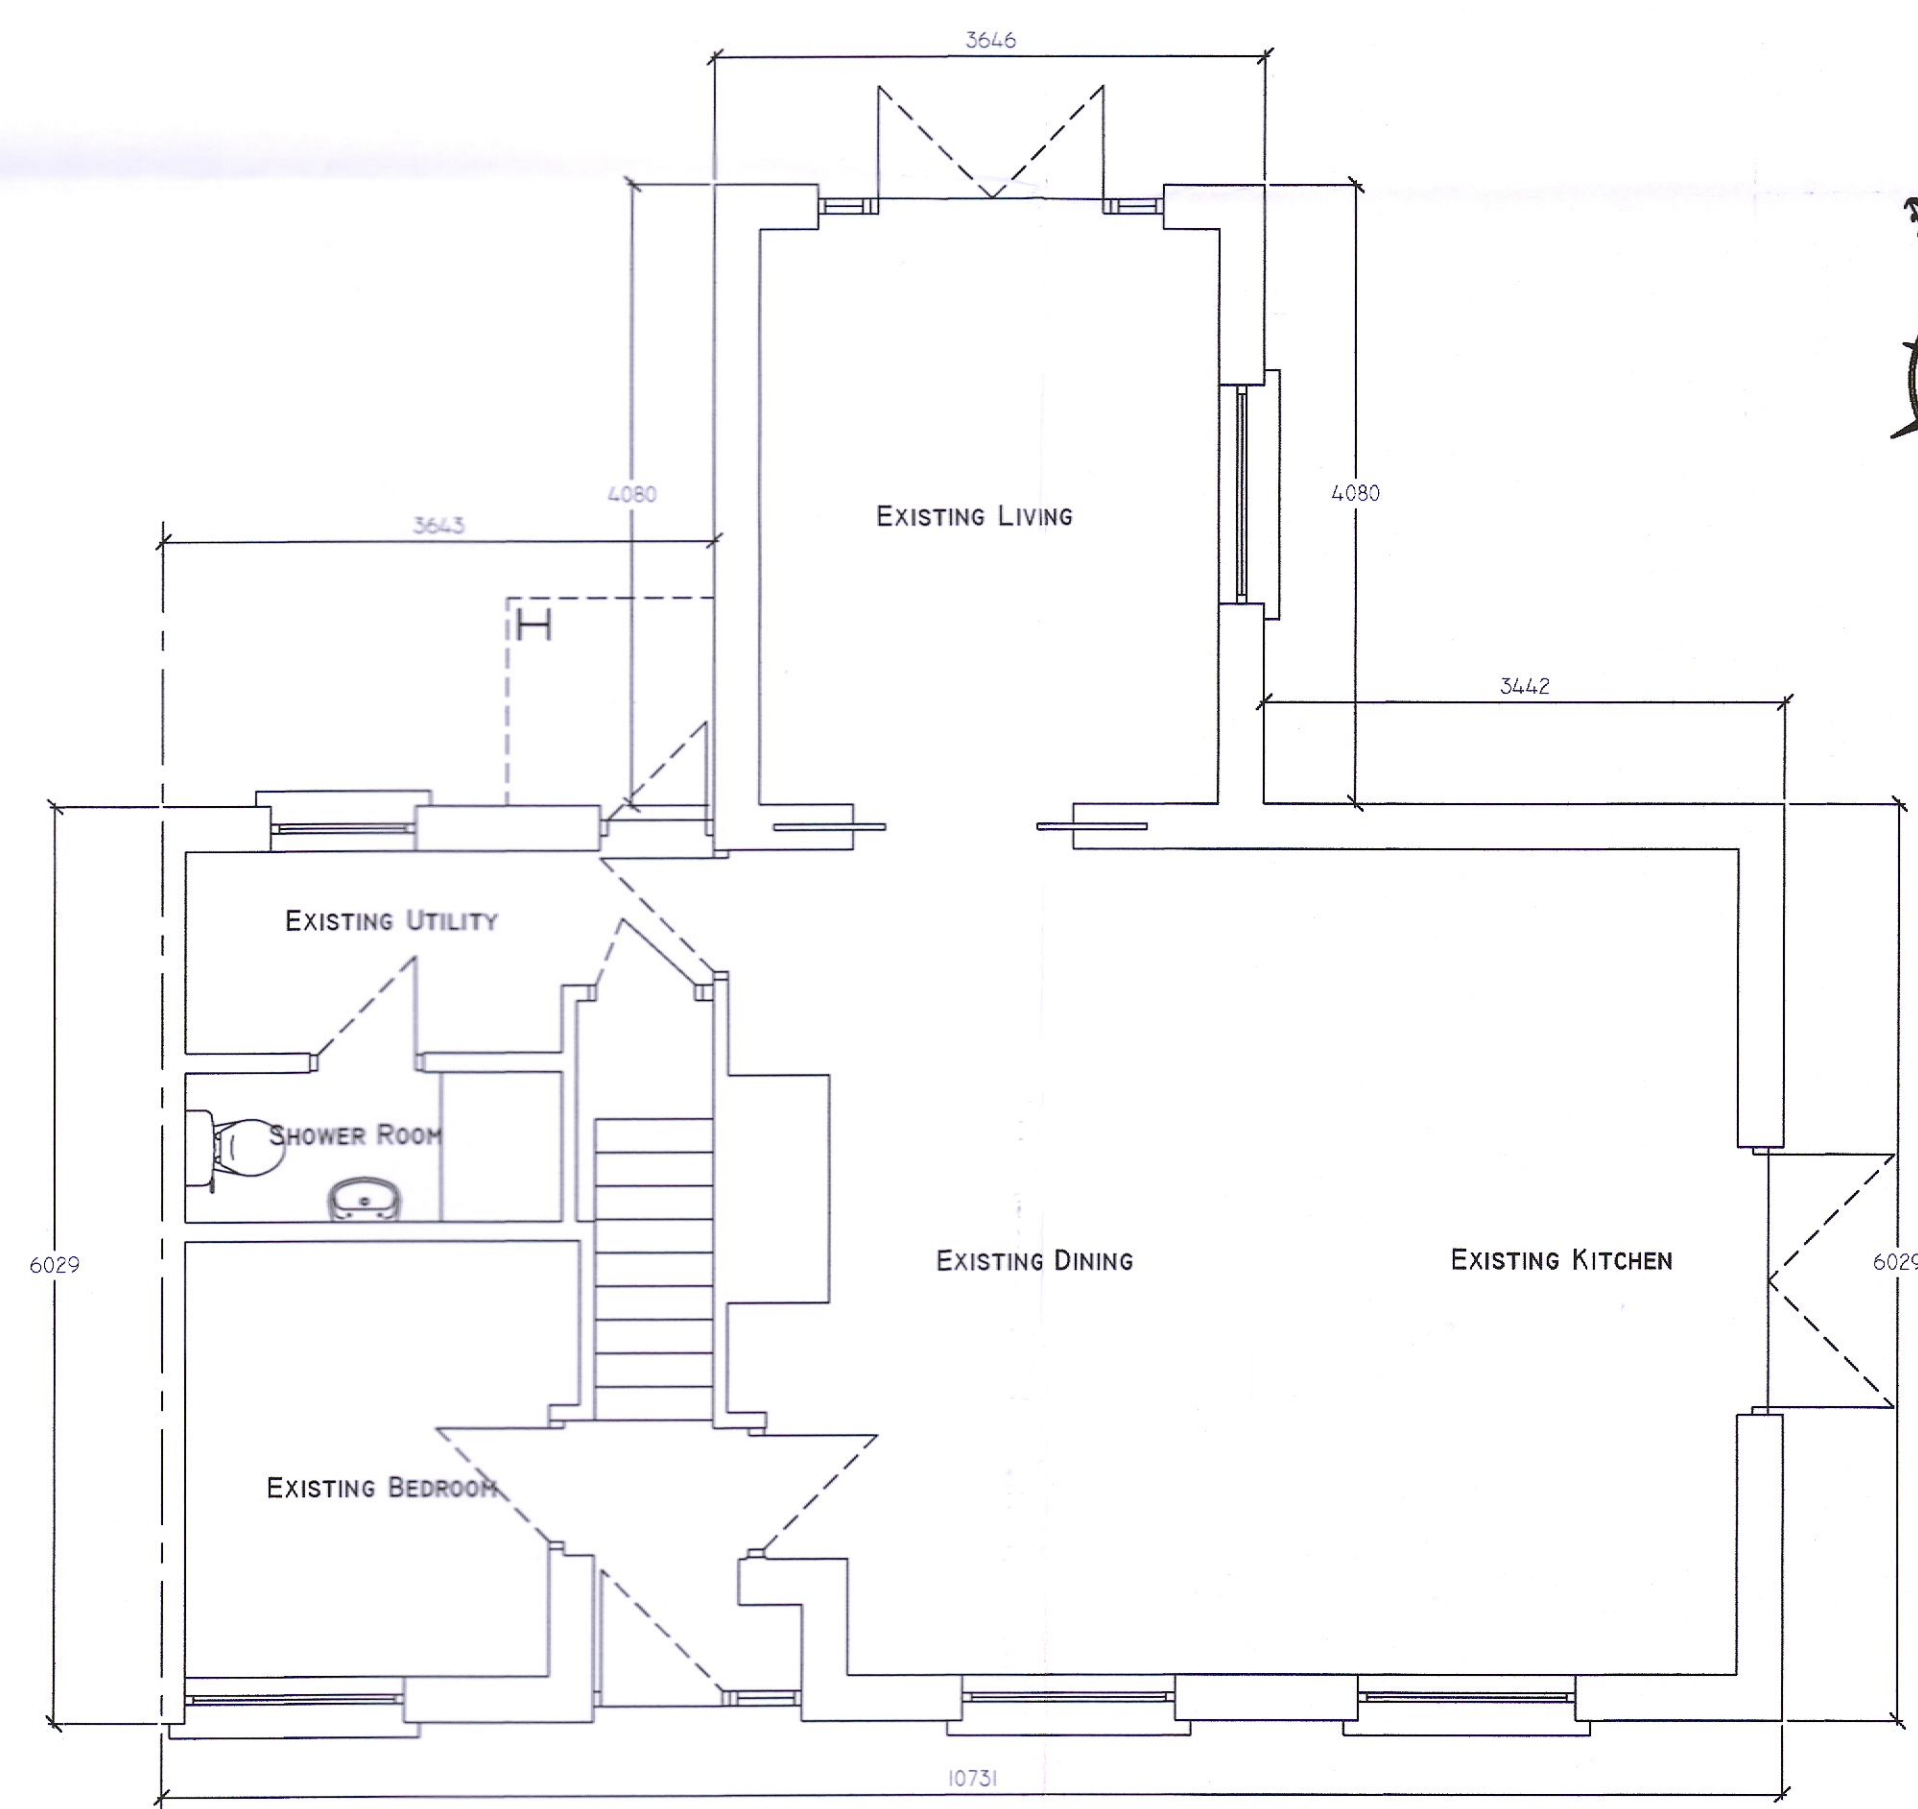 3646
4080
4080
EXISTING LIVING
3643
H
3442
EXISTING UTILITY
SHOWER ROOM
6029
EXISTING DINING
EXISTING KITCHEN
6029
EXISTING BEDROOM
10731